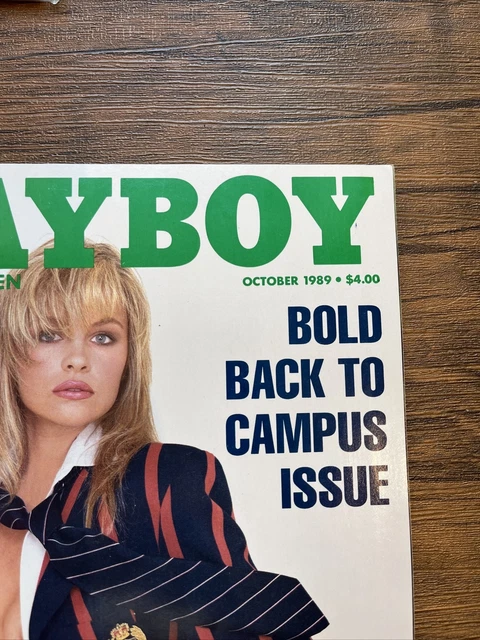 AYBOY
EN
OCTOBER 1989 • $4.00
BOLD
BACK TO
CAMPUS
ISSUE